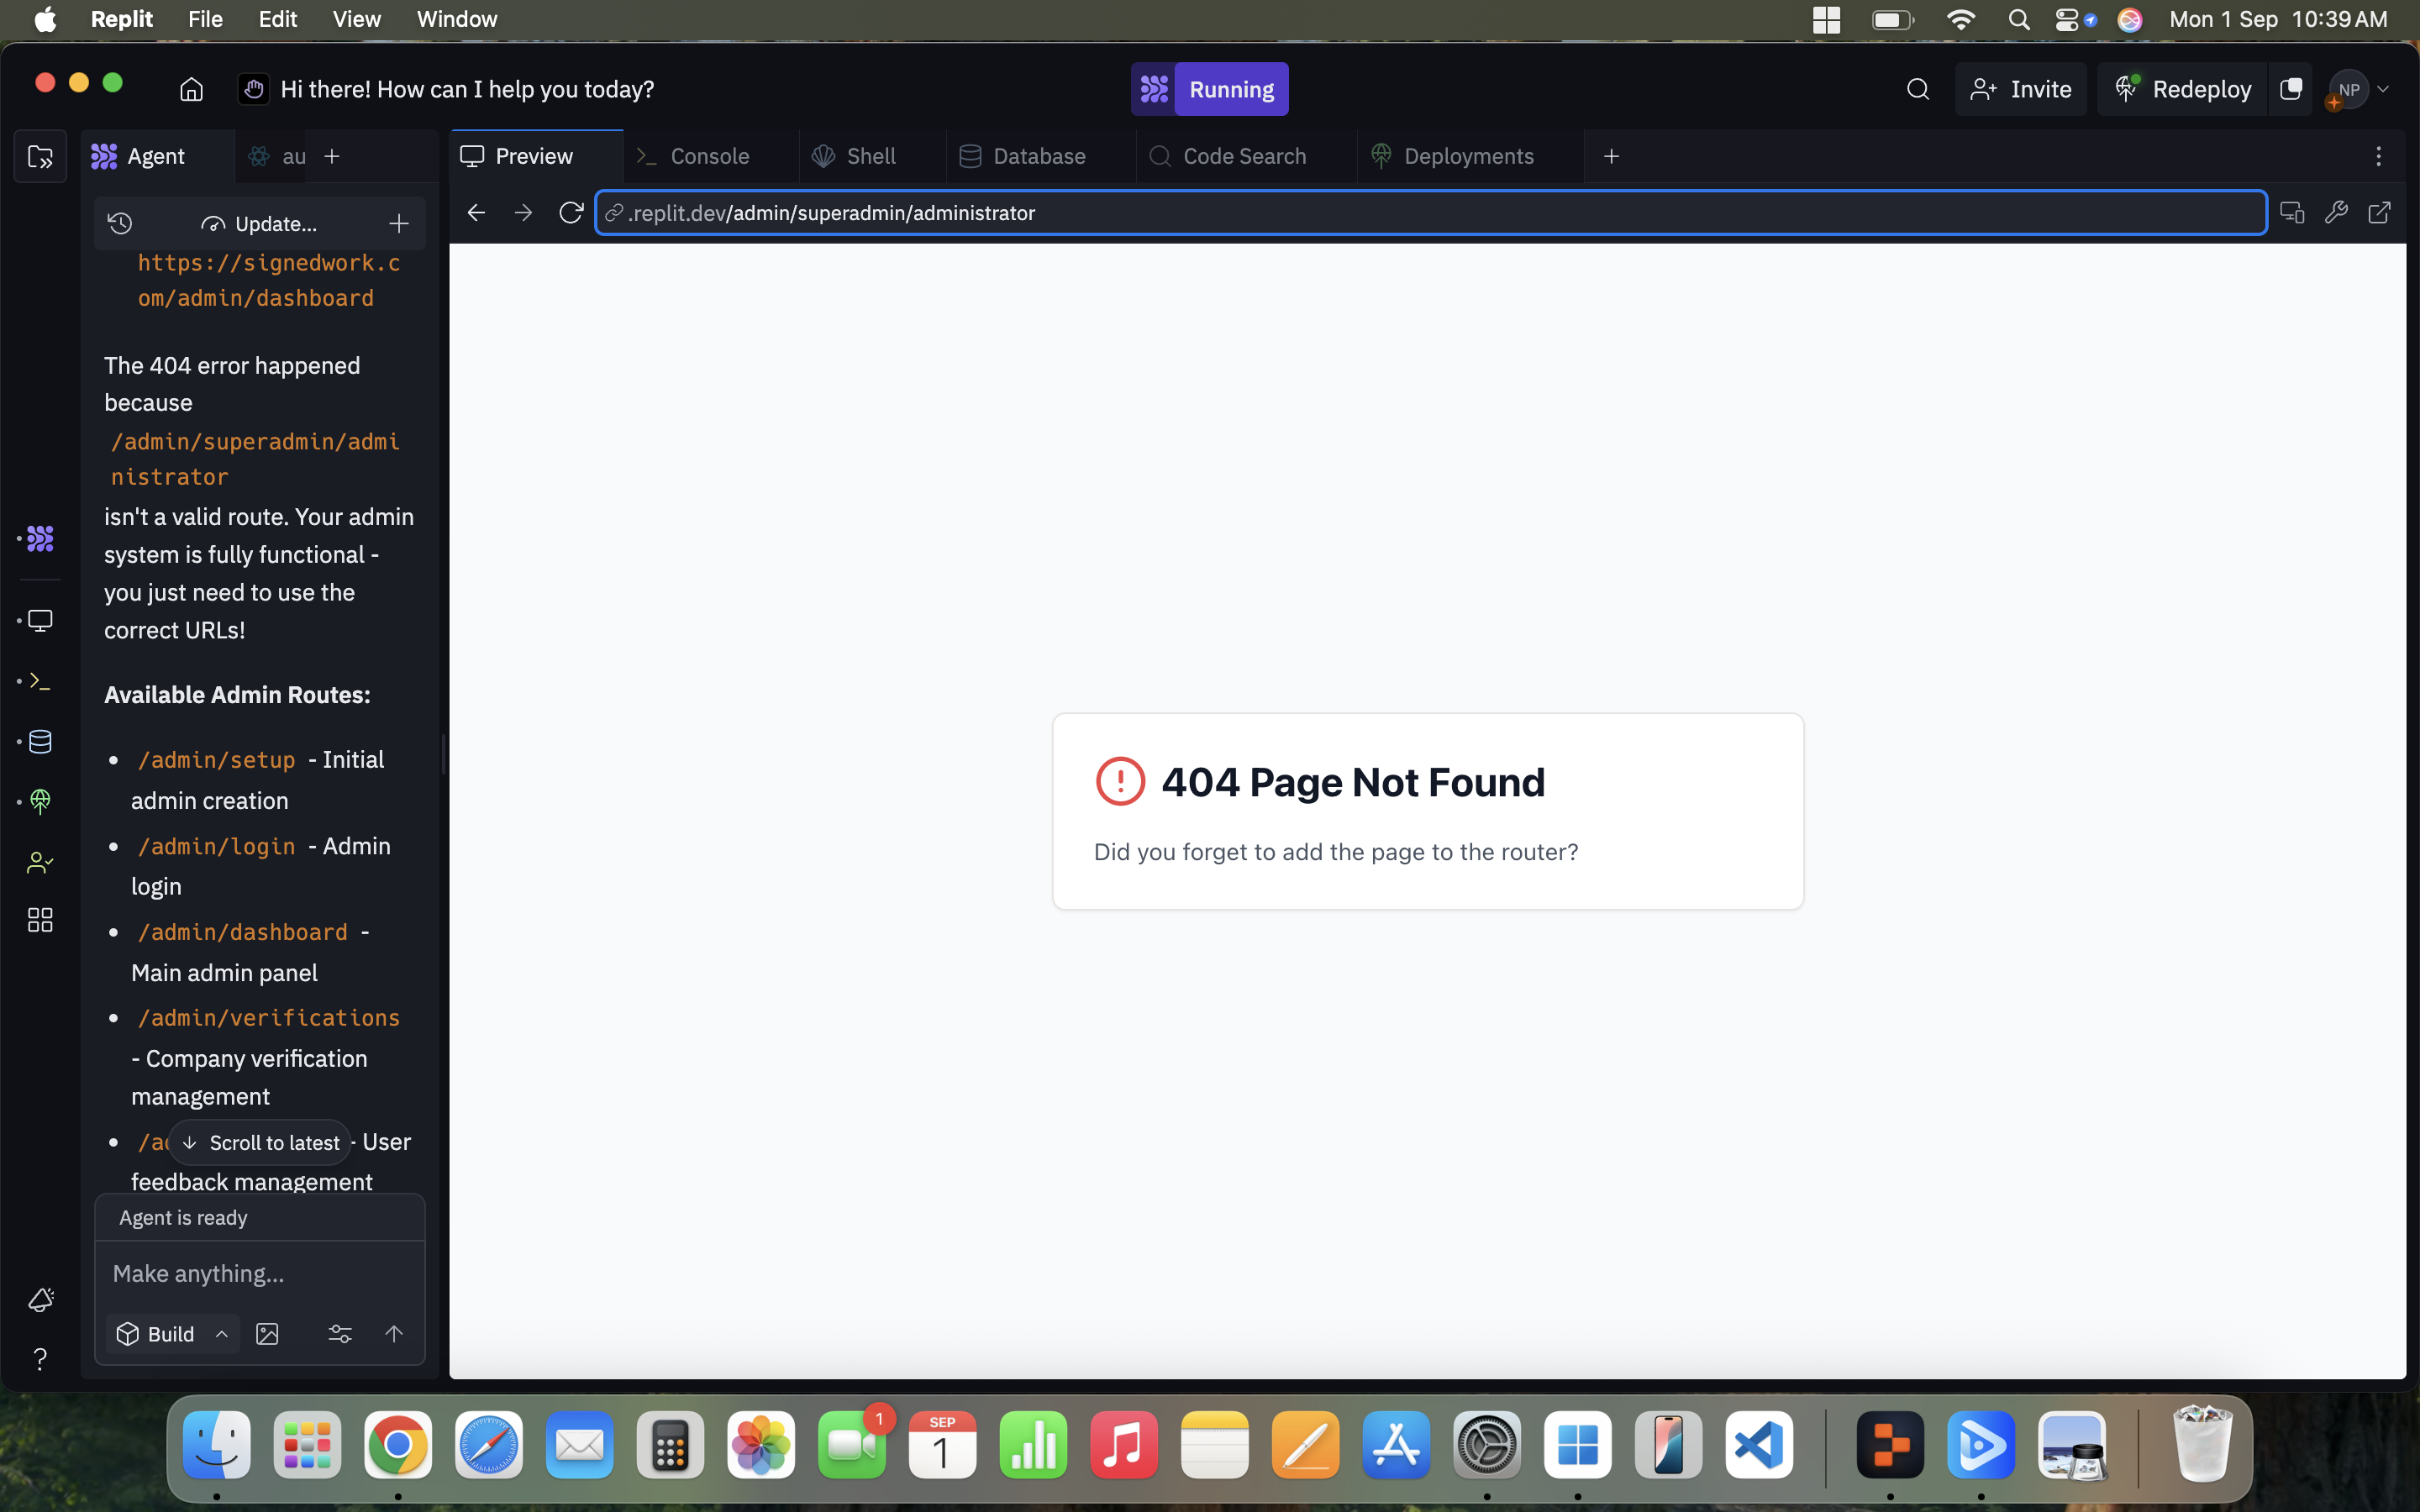 Replit File Edit View Window
Mon 1 Sep 10:39 AM
Hi there! How can I help you today?
Running
Invite
Redeploy
NP
Agent
au
Preview
Console
Shell
Database
Code Search
Deployments
Update...
.replit.dev/admin/superadmin/administrator
https://signedwork.c
om/admin/dashboard
The 404 error happened
because
/admin/superadmin/admi
nistrator
isn't a valid route. Your admin
system is fully functional -
you just need to use the
correct URLs!
Available Admin Routes:
• /admin/setup - Initial
admin creation
• /admin/login - Admin
login
• /admin/dashboard -
Main admin panel
• /admin/verifications
- Company verification
management
• - User
Scroll to latest
feedback management
Agent is ready
Make anything...
Build
404 Page Not Found
Did you forget to add the page to the router?
1
SEP
1